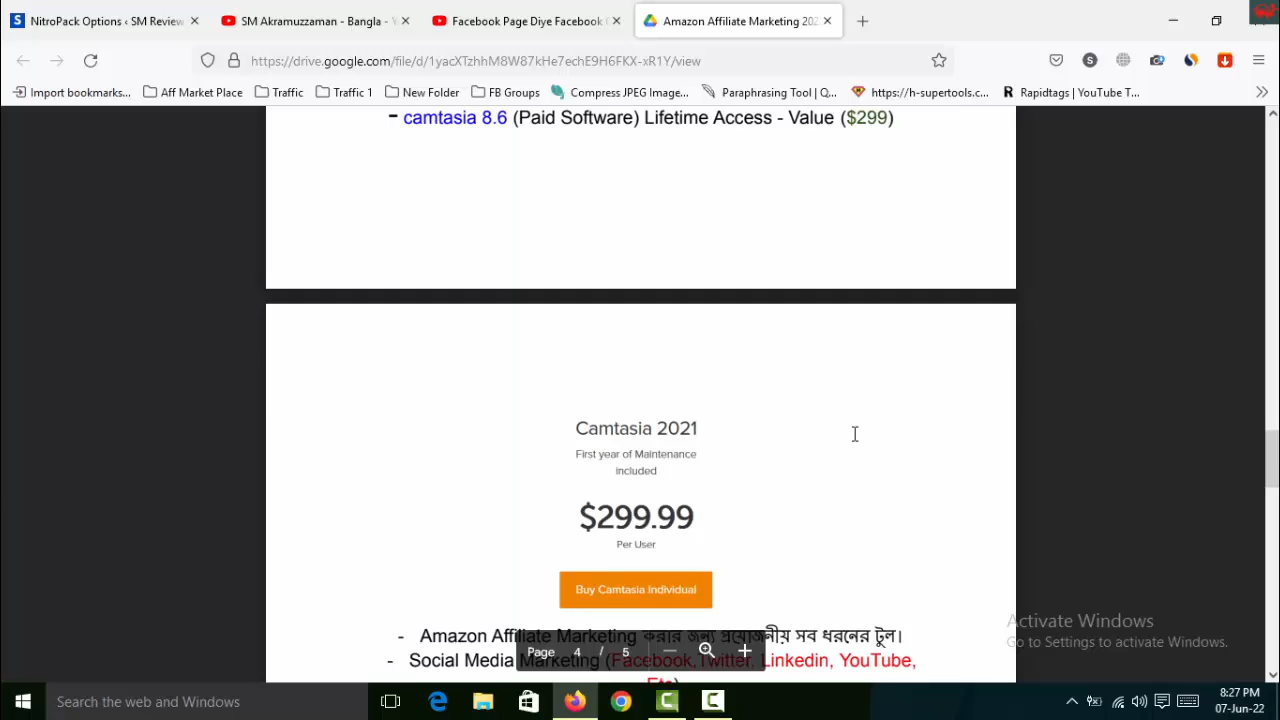 NitroPack Options ‹ SM Review
SM Akramuzzaman - Bangla -
Facebook Page Diye Facebook
Amazon Affiliate Marketing 202
https://drive.google.com/file/d/1yacXTzhhM8W87kHe7echE9H6FKX-xR1Y/view
Import bookmarks...
Aff Market Place
Traffic
Traffic 1
New Folder
FB Groups
Compress JPEG Image...
Paraphrasing Tool | Q...
https://h-supertools.c...
Rapidtags | YouTube T...
- camtasia 8.6 (Paid Software) Lifetime Access - Value ($299)
Camtasia 2021
First year of Maintenance
included
$299.99
Per User
Buy Camtasia Individual
- Amazon Affiliate Marketing করার জন্য প্রয়োজনীয় সব ধরনের টুল।
- Social Media Marketing (Facebook, Twitter, Linkedin, YouTube,
Etc)
Page 4 / 5
Activate Windows
Go to Settings to activate Windows.
Search the web and Windows
8:27 PM
07-Jun-22